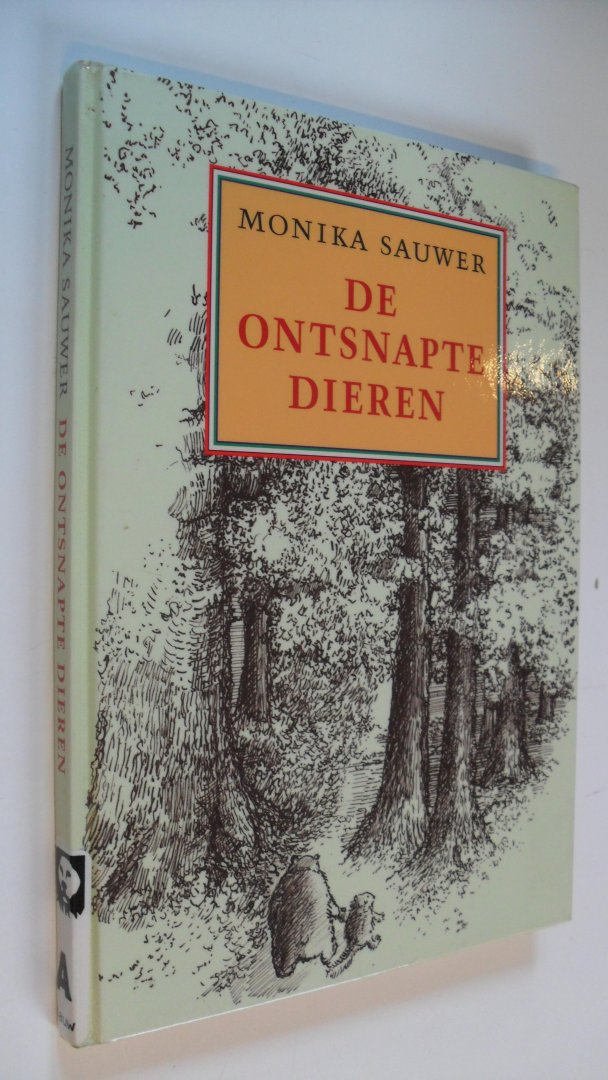 MONIKA SAUWER
DE
ONTSNAPTE
DIEREN
MONIKA SAUWER DE ONTSNAPTE DIEREN
A